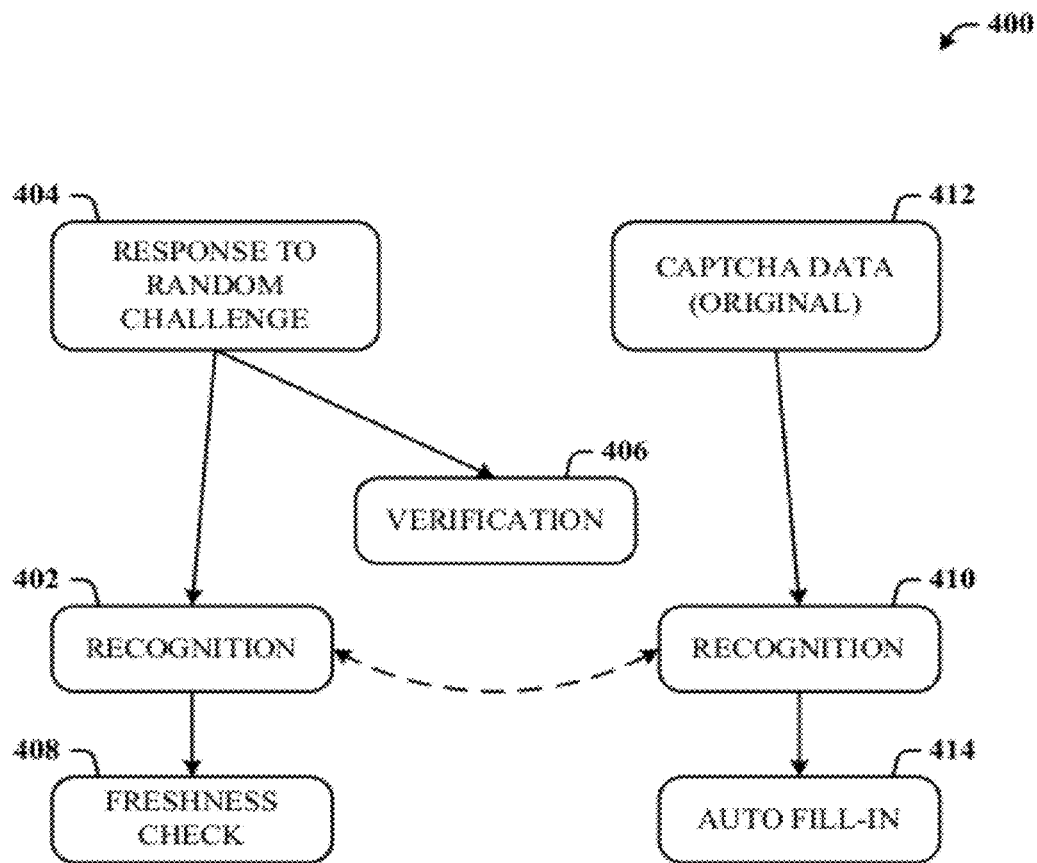 400
404
412
RESPONSE TO
RANDOM
CHALLENGE
CAPTCHA DATA
(ORIGINAL)
406
VERIFICATION
402
410
RECOGNITION
RECOGNITION
408
414
FRESHNESS
CHECK
AUTO FILL-IN